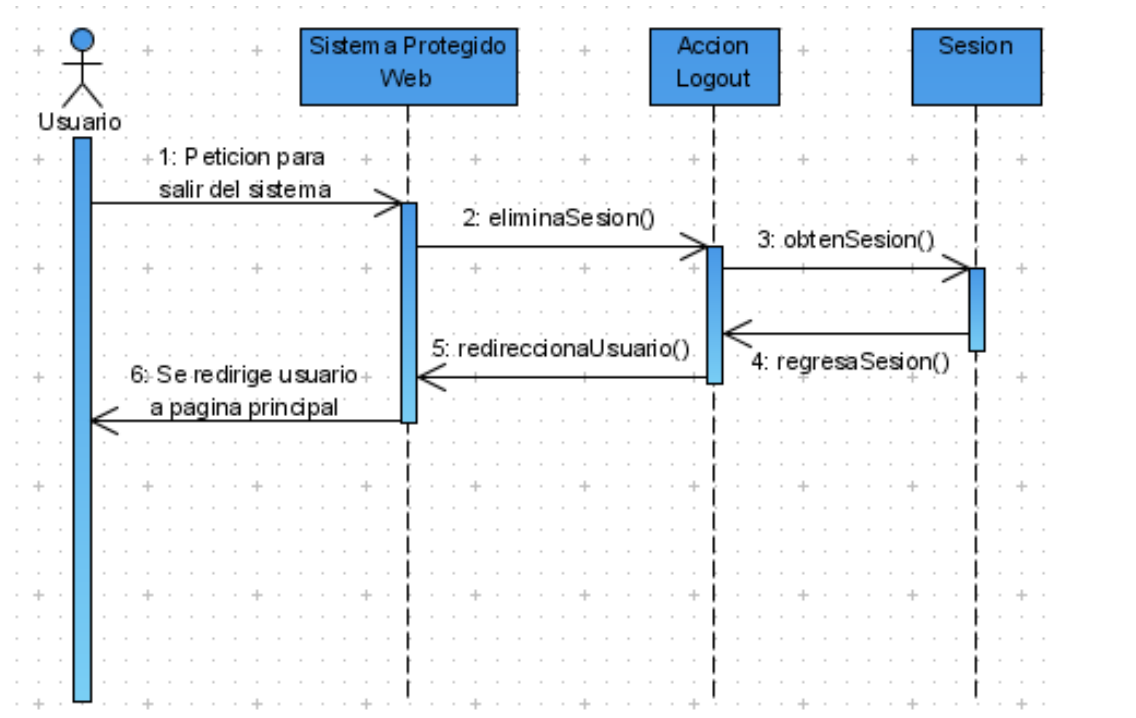 Usuario
Sistema Protegido
Web
Accion
Logout
Sesion
1: Peticion para
salir del sistema
2: eliminaSesion()
3: obtenSesion()
4: regresaSesion()
5: redireccionaUsuario()
6: Se redirige usuario
a pagina principal